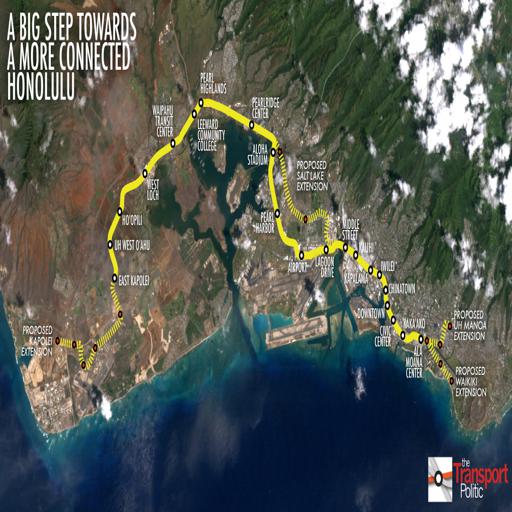 A BIG STEP TOWARDS
A MORE CONNECTED
HONOLULU
PEARL
HIGHLANDS
PEARLRIDGE
CENTER
WAIPAHU
TRANSIT
CENTER
LEEWARD
COMMUNITY
COLLEGE
ALOHA
STADIUM
PROPOSED
SALT LAKE
EXTENSION
WEST
LOCH
HO'OPILI
PEARL
HARBOR
MIDDLE
STREET
UH WEST O'AHU
KALIHI
AIRPORT
LAGOON
DRIVE
KAPALAMA
IWILEI
EAST KAPOLEI
CHINATOWN
DOWNTOWN
PROPOSED
KAPOLEI
EXTENSION
CIVIC
CENTER
KAKA'AKO
PROPOSED
UH MANOA
EXTENSION
ALA
MOANA
CENTER
PROPOSED
WAIKIKI
EXTENSION
the
Transport
Politic